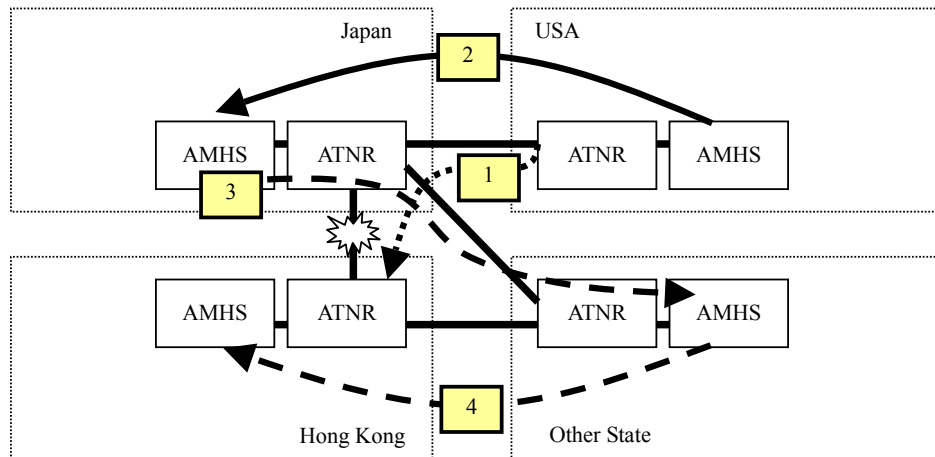 Japan
USA
2
AMHS
ATNR
ATNR
AMHS
1
3
AMHS
ATNR
ATNR
AMHS
4
Hong Kong
Other State